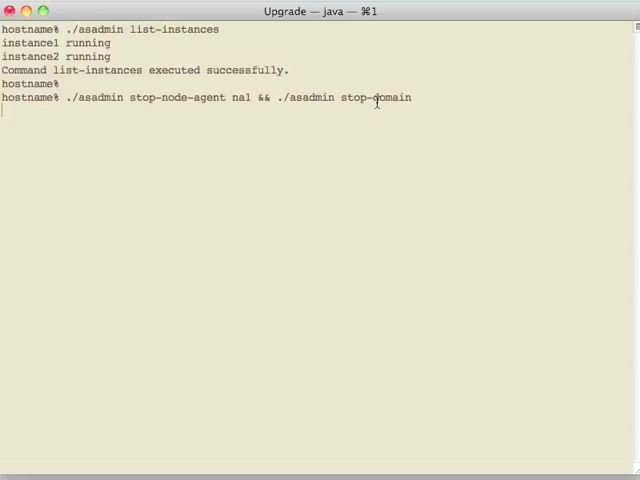 Upgrade — java — ⌘1
hostname% ./asadmin list-instances
instance1 running
instance2 running
Command list-instances executed successfully.
hostname%
hostname% ./asadmin stop-node-agent na1 && ./asadmin stop-domain